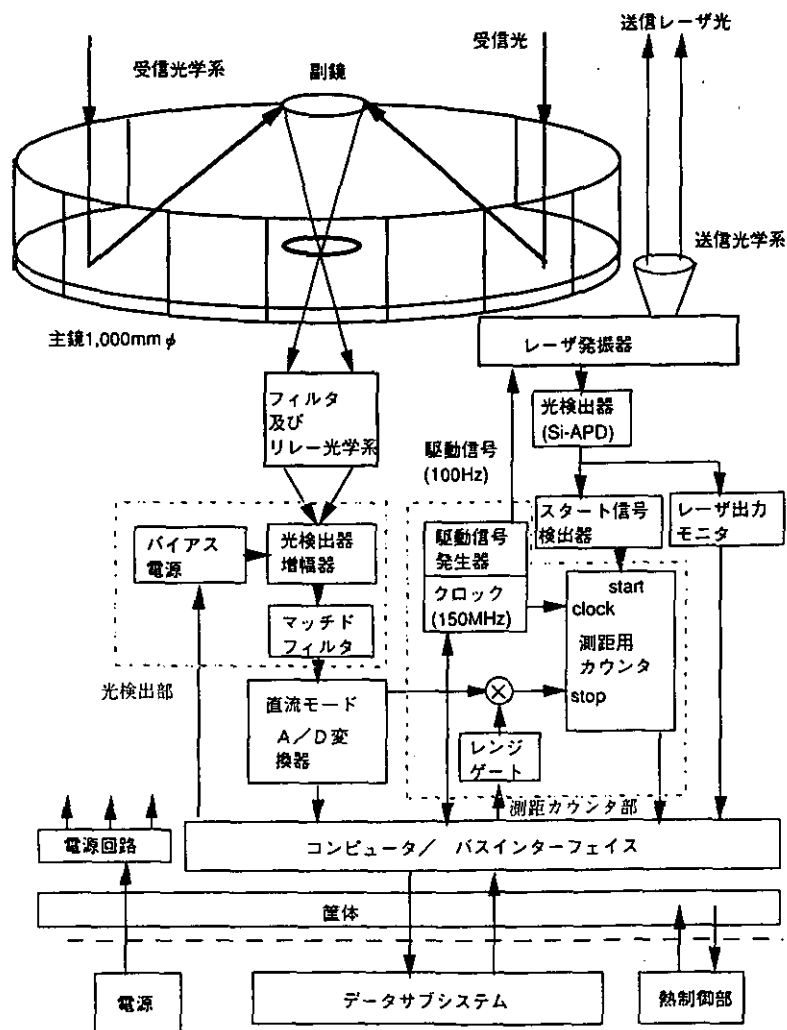 送信レーザ光
受信光学系
副鏡
受信光
送信光学系
主鏡1,000mmφ
レーザ発振器
フィルタ
及び
リレー光学系
光検出器
(Si-APD)
駆動信号
(100Hz)
バイアス
電源
光検出器
増幅器
駆動信号
発生器
スタート信号
検出器
レーザ出力
モニタ
クロック
(150MHz)
start
clock
測距用
カウンタ
stop
マッチド
フィルタ
光検出部
直流モード
A/D変
換器
レンジ
ゲート
測距カウンタ部
電源回路
コンピュータ/ バスインターフェイス
筐体
電源
データサブシステム
熱制御部